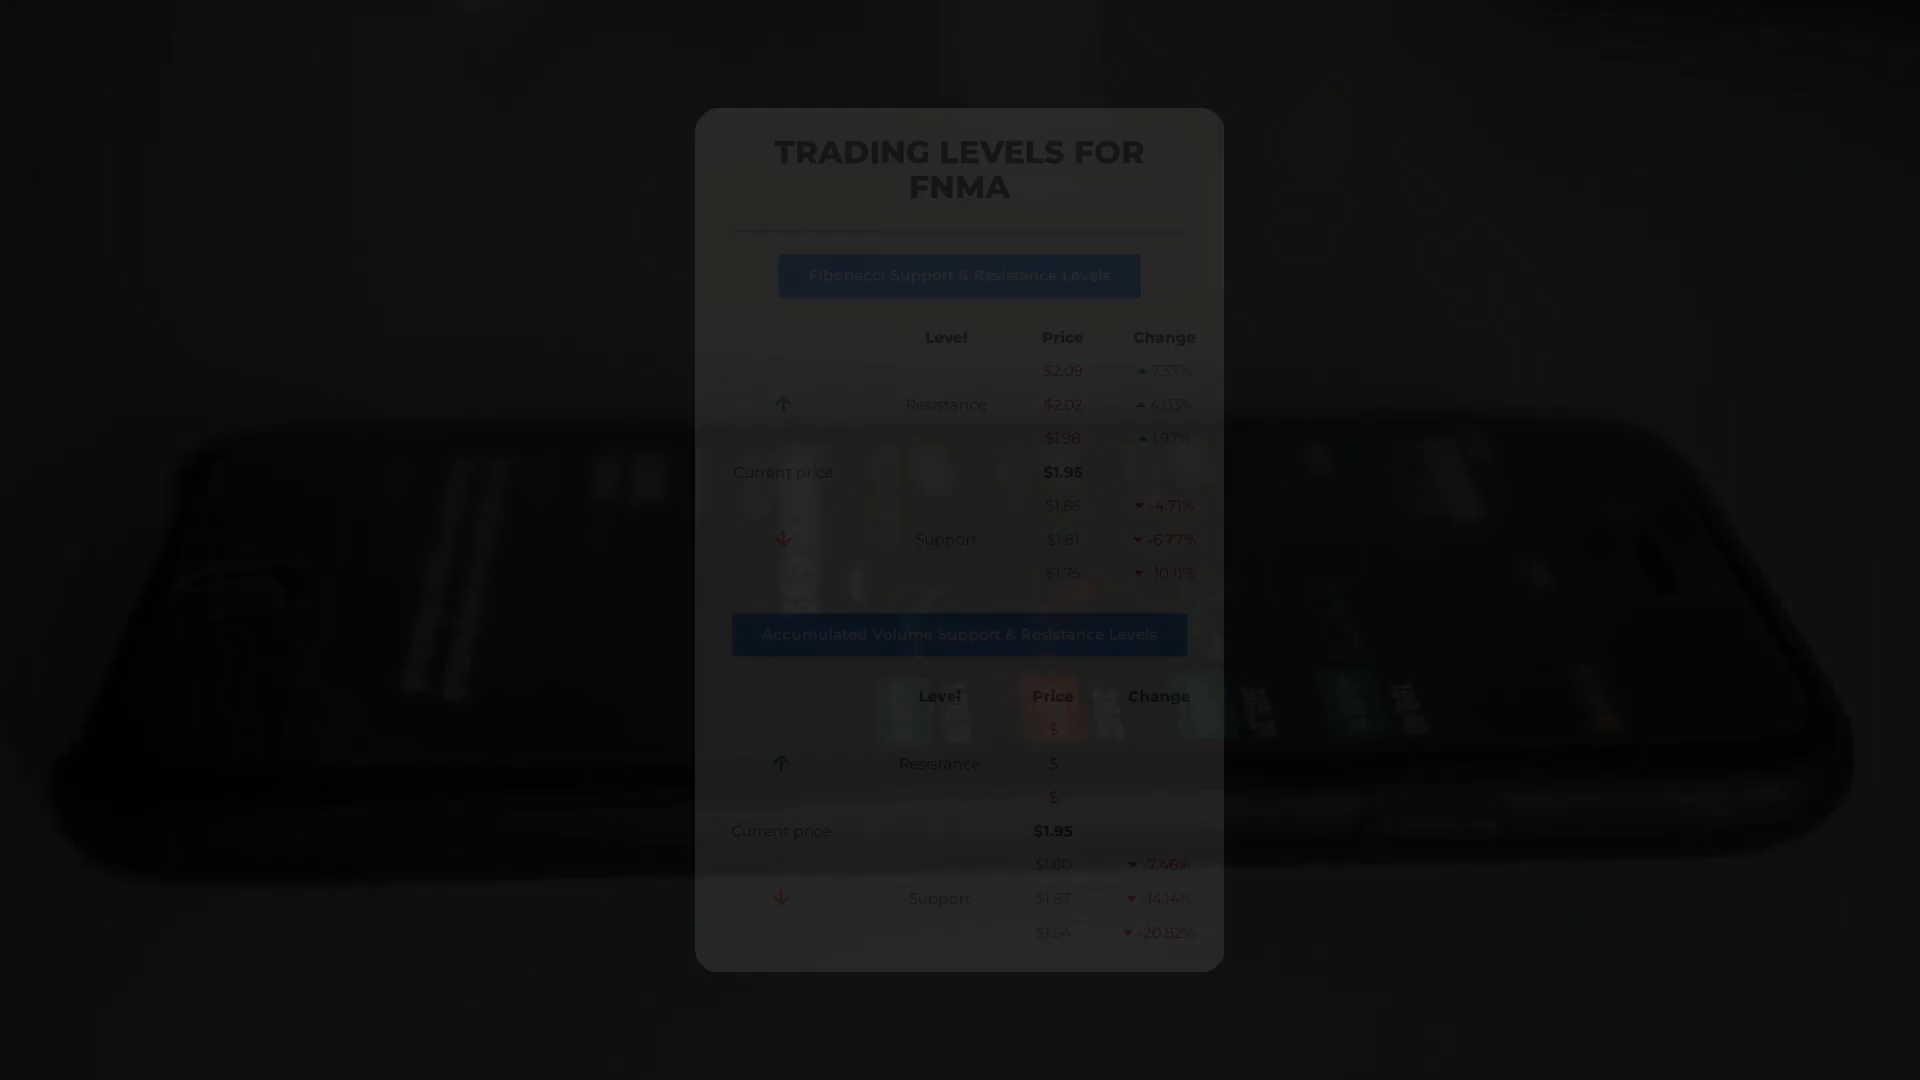 TRADING LEVELS FOR
FNMA
Fibonacci Support & Resistance Levels
Level Price Change
$2.09 7.37%
Resistance $2.02 4.03%
$1.98 1.97%
Current price $1.95
-4.71%
Support $1.81 -6.77%
$1.75 -10.11%
Accumulated Volume Support & Resistance Levels
Level Price Change
$
Resistance $
$
Current price $1.95
$1.80 -7.46%
Support $1.67 -14.14%
$1.54 -20.82%